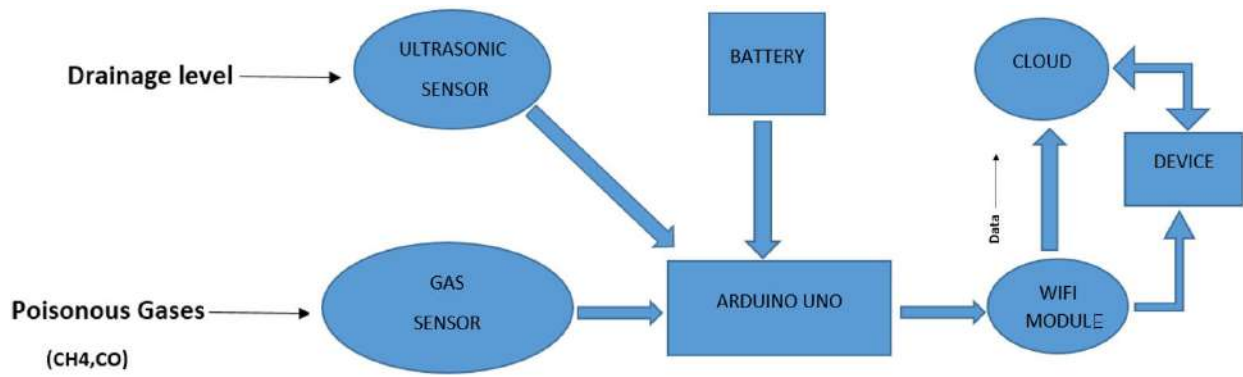 Drainage level
ULTRASONIC
SENSOR
BATTERY
CLOUD
DEVICE
Data
Poisonous Gases
(CH4,CO)
GAS
SENSOR
ARDUINO UNO
WIFI
MODULE